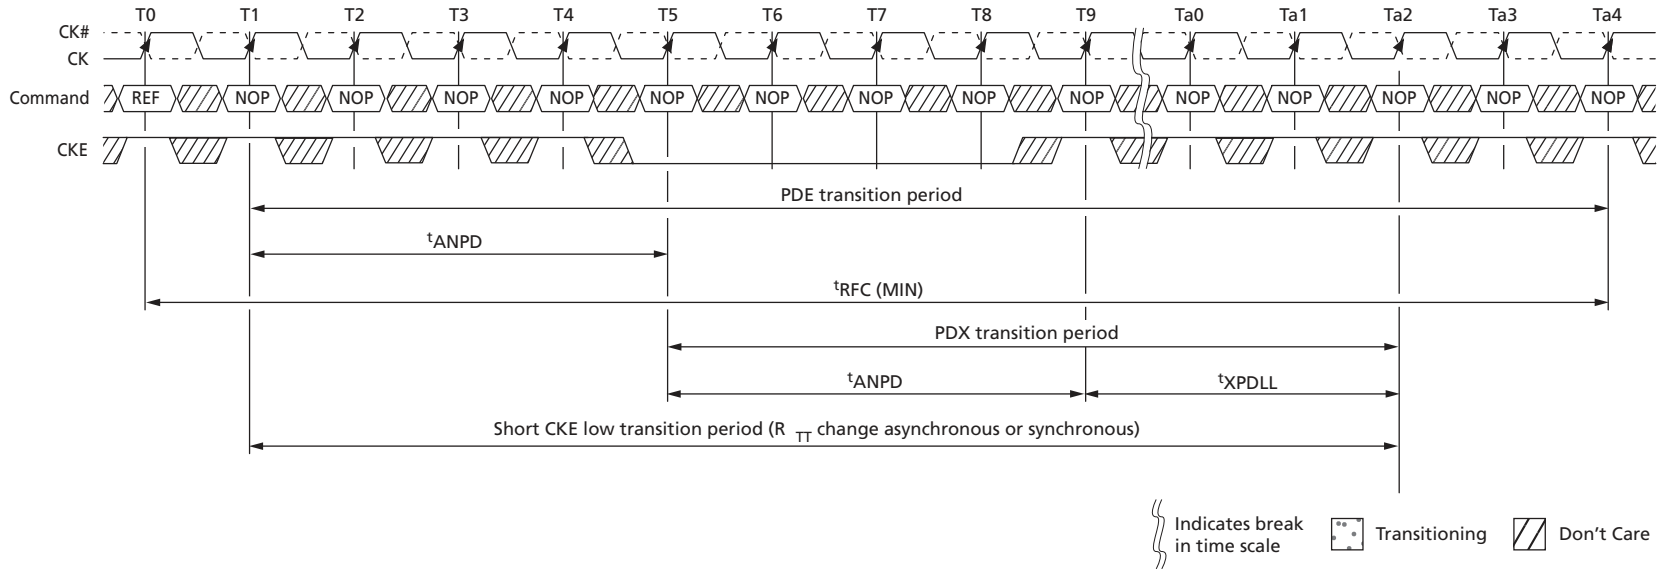 T0 T1 T2 T3 T4 T5 T6 T7 T8 T9 Ta0 Ta1 Ta2 Ta3 Ta4
CK#
CK
Command REF NOP NOP NOP NOP NOP NOP NOP NOP NOP NOP NOP NOP NOP NOP
CKE
PDE transition period
tANPD
tRFC (MIN)
PDX transition period
tANPD tXPDLL
Short CKE low transition period (R TT change asynchronous or synchronous)
Indicates break
in time scale
Transitioning
Don't Care